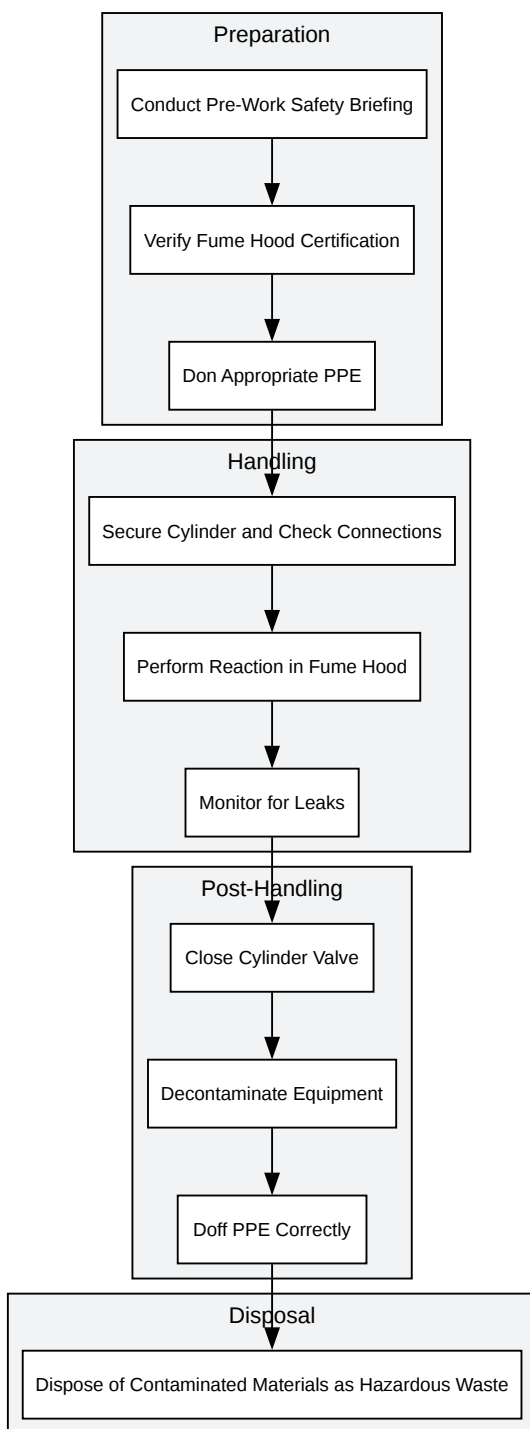 Preparation
Conduct Pre-Work Safety Briefing
Verify Fume Hood Certification
Don Appropriate PPE
Handling
Secure Cylinder and Check Connections
Perform Reaction in Fume Hood
Monitor for Leaks
Post-Handling
Close Cylinder Valve
Decontaminate Equipment
Doff PPE Correctly
Disposal
Dispose of Contaminated Materials as Hazardous Waste